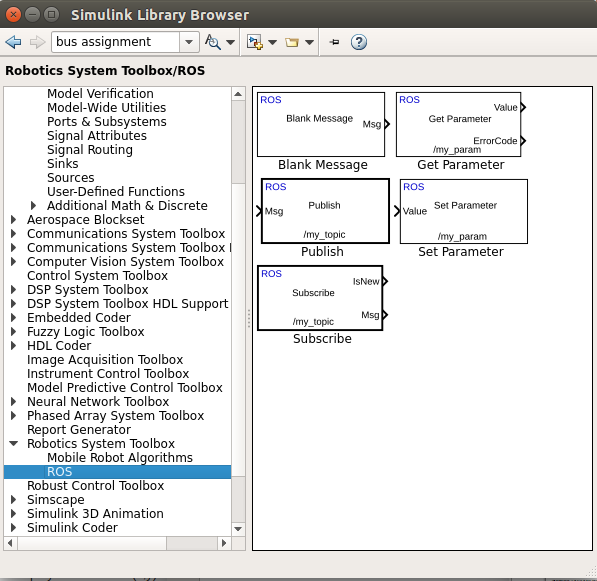 Simulink Library Browser
bus assignment
Robotics System Toolbox/ROS
Model Verification
Model-Wide Utilities
Ports & Subsystems
Signal Attributes
Signal Routing
Sinks
Sources
User-Defined Functions
Additional Math & Discrete
Aerospace Blockset
Communications System Toolbox
Communications System Toolbox
Computer Vision System Toolbox
Control System Toolbox
DSP System Toolbox
DSP System Toolbox HDL Support
Embedded Coder
Fuzzy Logic Toolbox
HDL Coder
Image Acquisition Toolbox
Instrument Control Toolbox
Model Predictive Control Toolbox
Neural Network Toolbox
Phased Array System Toolbox
Report Generator
Robotics System Toolbox
Mobile Robot Algorithms
ROS
Robust Control Toolbox
Simscape
Simulink 3D Animation
Simulink Coder
ROS
Blank Message
Msg
Blank Message
ROS
Value
Get Parameter
ErrorCode
/my_param
Get Parameter
ROS
Publish
Msg
/my_topic
Publish
ROS
Set Parameter
Value
/my_param
Set Parameter
ROS
IsNew
Subscribe
Msg
/my_topic
Subscribe